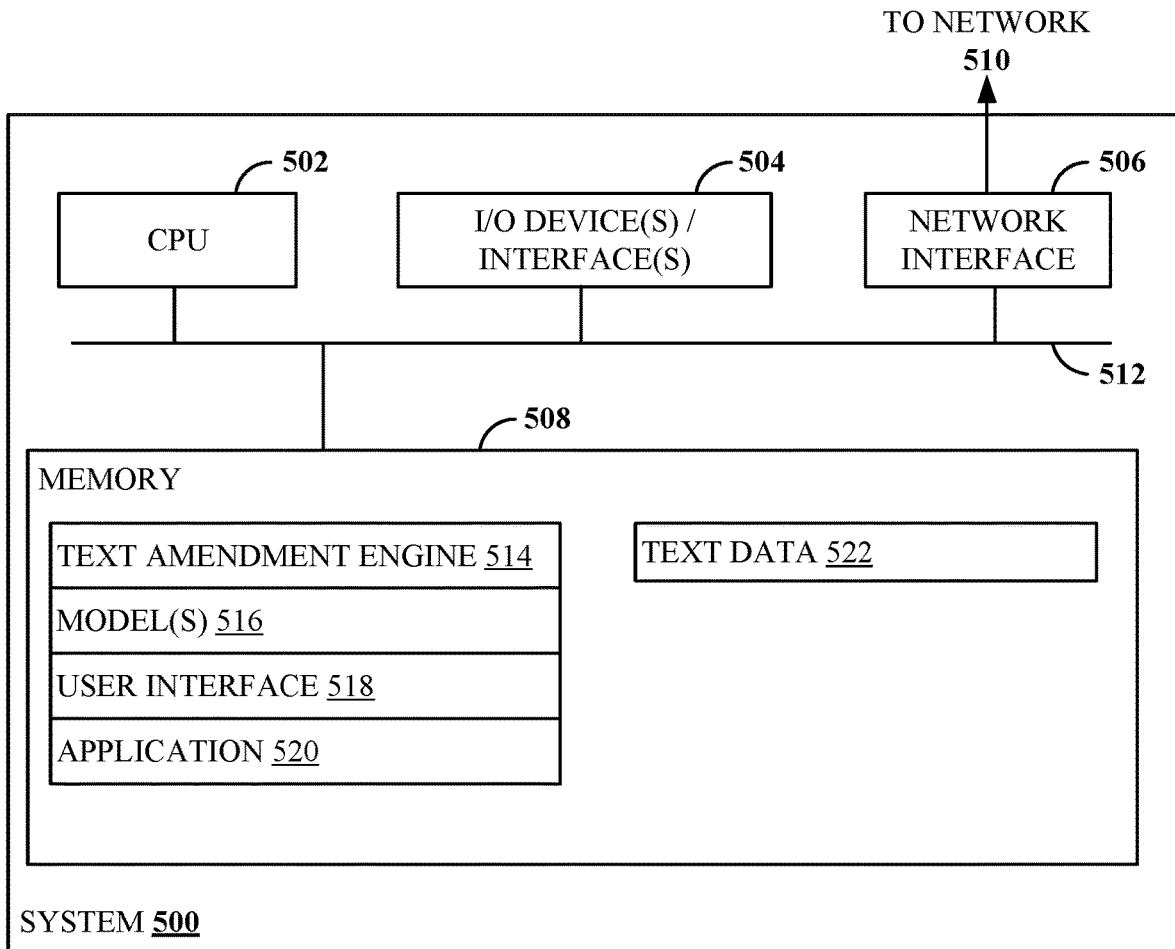 TO NETWORK
510
502
504
506
CPU
I/O DEVICE(S) /
INTERFACE(S)
NETWORK
INTERFACE
512
508
MEMORY
TEXT AMENDMENT ENGINE 514
MODEL(S) 516
USER INTERFACE 518
APPLICATION 520
TEXT DATA 522
SYSTEM 500